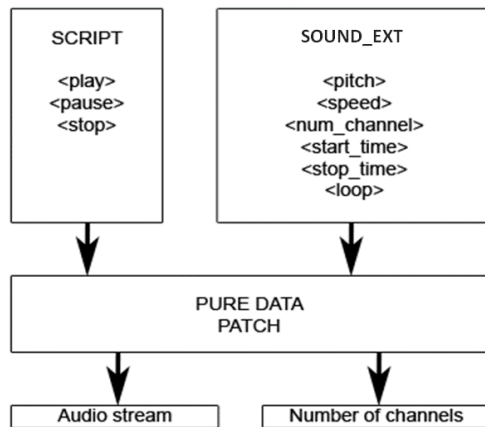 SCRIPT
<play>
<pause>
<stop>
SOUND_EXT
<pitch>
<speed>
<num_channel>
<start_time>
<stop_time>
<loop>
PURE DATA
PATCH
Audio stream
Number of channels